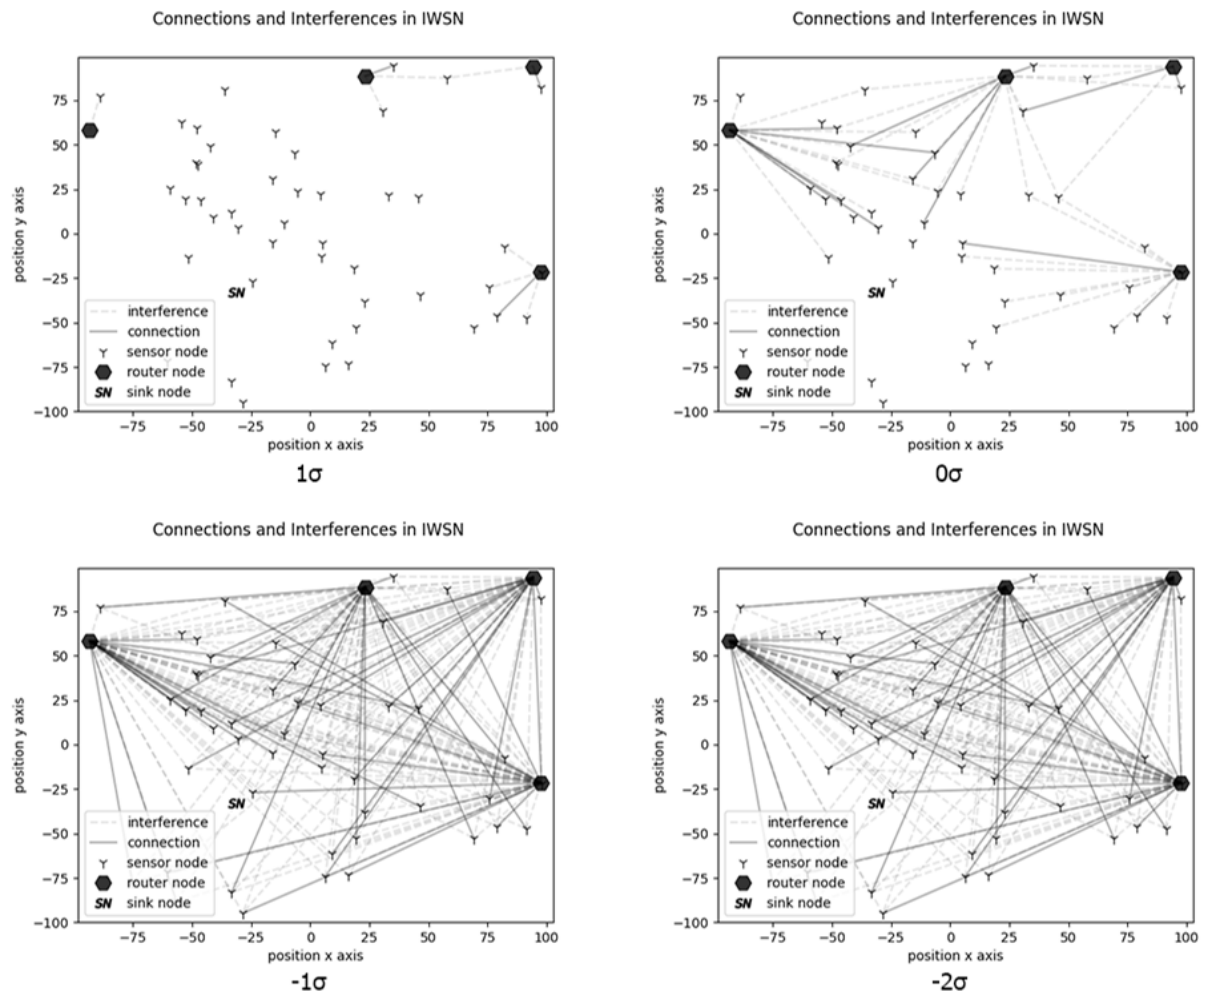 Connections and Interferences in IWSN
75
50
25
0
−25
−50
−75
−100
position y axis
SN
interference
connection
sensor node
router node
SN sink node
−75 −50 −25 0 25 50 75 100
position x axis
1σ
Connections and Interferences in IWSN
75
50
25
0
−25
−50
−75
−100
position y axis
SN
interference
connection
sensor node
router node
SN sink node
−75 −50 −25 0 25 50 75 100
position x axis
0σ
Connections and Interferences in IWSN
75
50
25
0
−25
−50
−75
−100
position y axis
SN
interference
connection
sensor node
router node
SN sink node
−75 −50 −25 0 25 50 75 100
position x axis
-1σ
Connections and Interferences in IWSN
75
50
25
0
−25
−50
−75
−100
position y axis
SN
interference
connection
sensor node
router node
SN sink node
−75 −50 −25 0 25 50 75 100
position x axis
-2σ